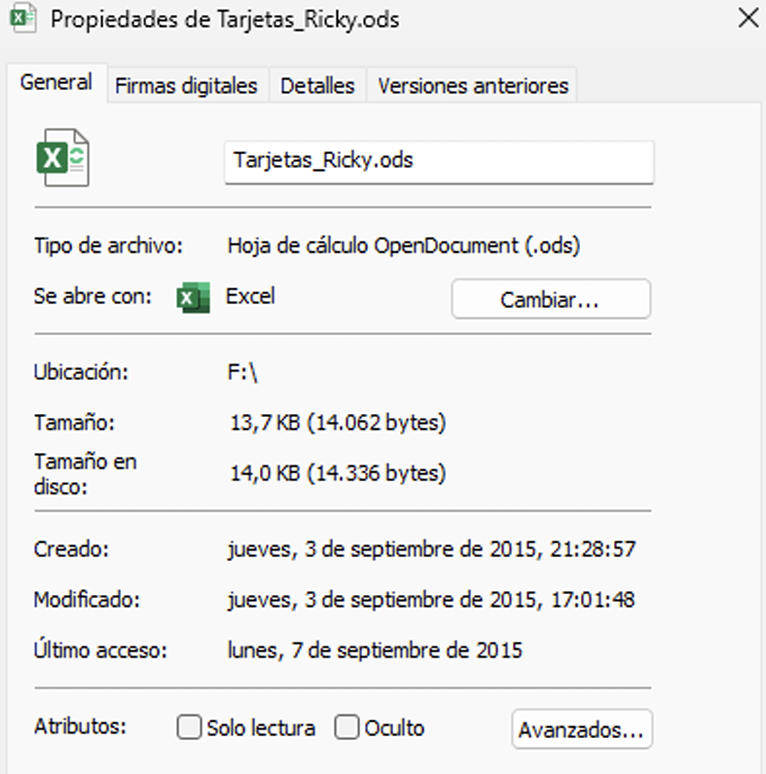 Propiedades de Tarjetas_Ricky.ods
General Firmas digitales Detalles Versiones anteriores
Tarjetas_Ricky.ods
Tipo de archivo: Hoja de cálculo OpenDocument (.ods)
Se abre con: Excel Cambiar...
Ubicación: F:\
Tamaño: 13,7 KB (14.062 bytes)
Tamaño en
disco: 14,0 KB (14.336 bytes)
Creado: jueves, 3 de septiembre de 2015, 21:28:57
Modificado: jueves, 3 de septiembre de 2015, 17:01:48
Último acceso: lunes, 7 de septiembre de 2015
Atributos: Solo lectura Oculto Avanzados...